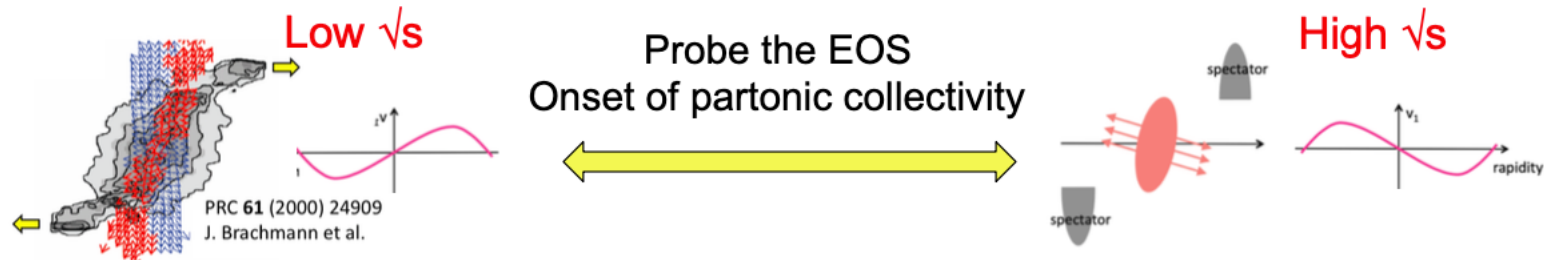 Low √s
PRC 61 (2000) 24909
J. Brachmann et al.
Probe the EOS
Onset of partonic collectivity
High √s
spectator
spectator
v₁
rapidity